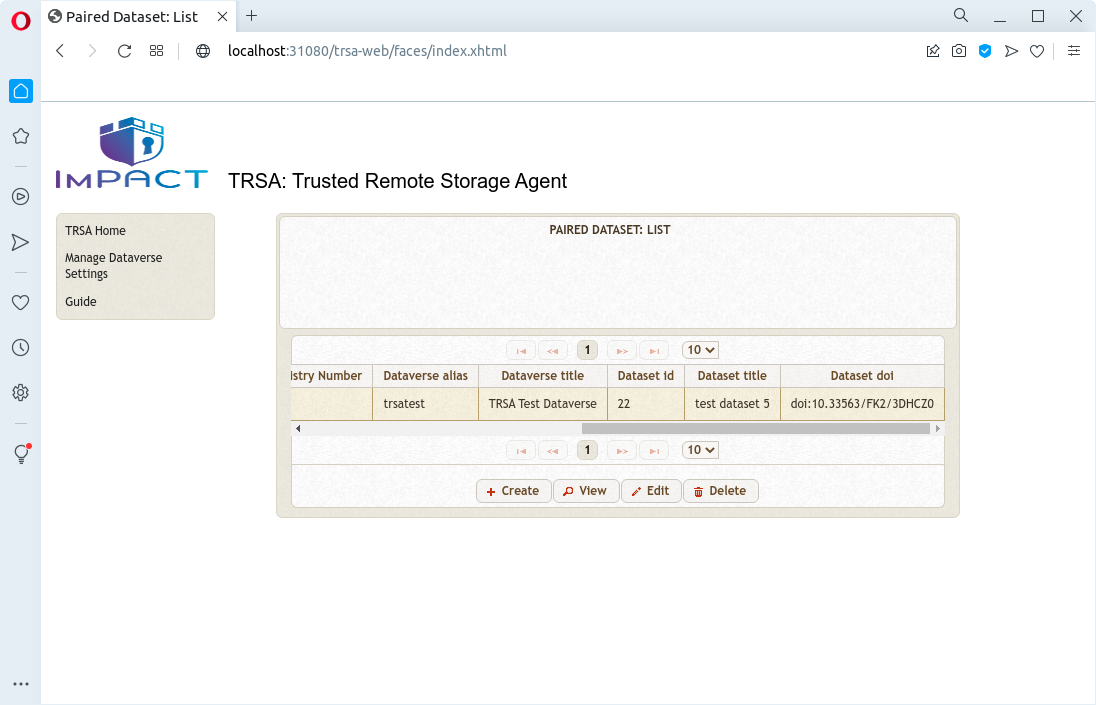 Paired Dataset: List
localhost:31080/trsa-web/faces/index.xhtml
IMPACT
TRSA: Trusted Remote Storage Agent
TRSA Home
Manage Dataverse
Settings
Guide
PAIRED DATASET: LIST
1 10
istry Number Dataverse alias Dataverse title Dataset id Dataset title Dataset doi
trsatest TRSA Test Dataverse 22 test dataset 5 doi:10.33563/FK2/3DHCZ0
1 10
Create View Edit Delete